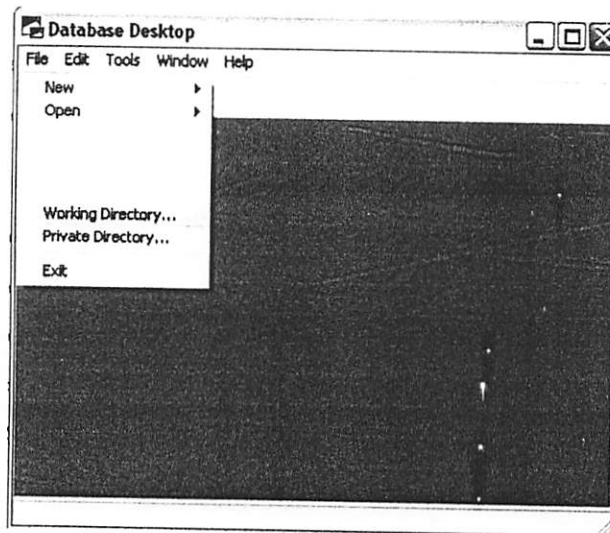 Database Desktop
File Edit Tools Window Help
New
Open
Working Directory...
Private Directory...
Exit